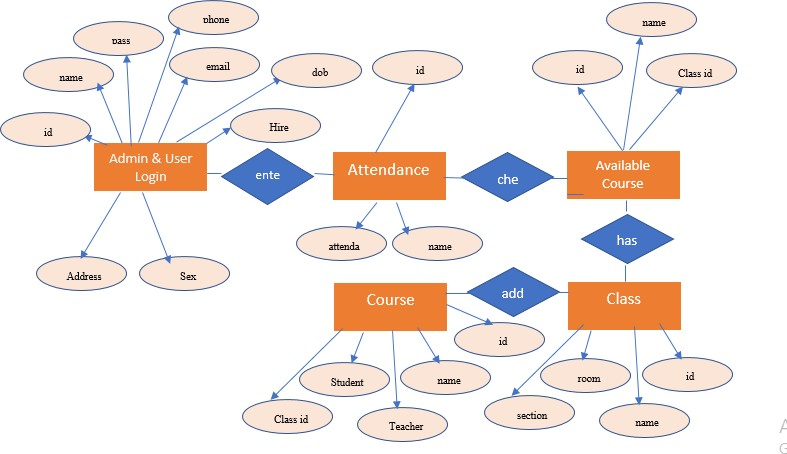 phone
name
pass
email
dob
id
id
Class id
name
id
Hire
Admin & User
Login
ente
Attendance
che
Available
Course
attenda
name
has
Address
Sex
Course
add
Class
id
Student
name
room
id
Class id
Teacher
section
name
A
G